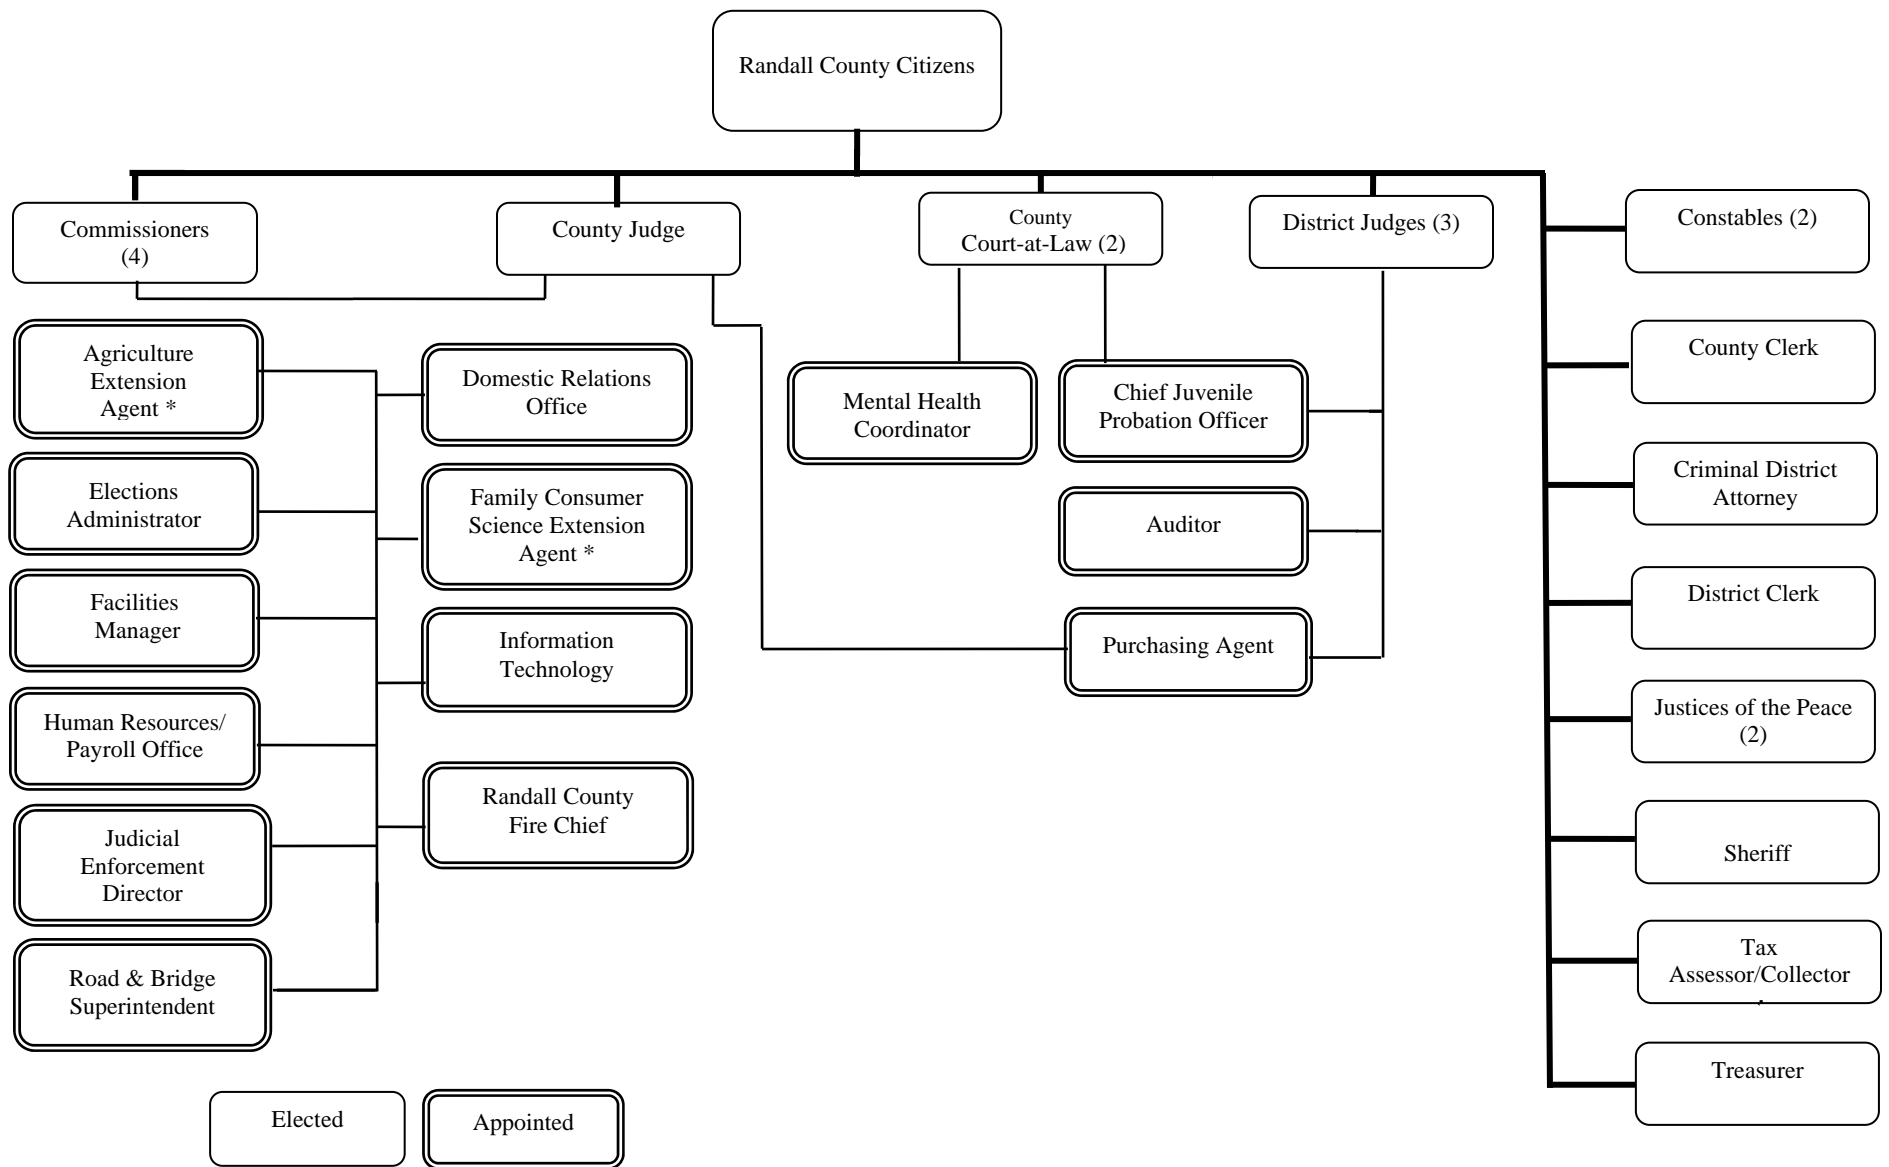 Randall County Citizens
Commissioners
(4)
County Judge
County
Court-at-Law (2)
District Judges (3)
Constables (2)
County Clerk
Criminal District
Attorney
District Clerk
Justices of the Peace
(2)
Sheriff
Tax
Assessor/Collector
Treasurer
Agriculture
Extension
Agent *
Elections
Administrator
Facilities
Manager
Human Resources/
Payroll Office
Judicial
Enforcement
Director
Road & Bridge
Superintendent
Domestic Relations
Office
Family Consumer
Science Extension
Agent *
Information
Technology
Randall County
Fire Chief
Mental Health
Coordinator
Chief Juvenile
Probation Officer
Auditor
Purchasing Agent
Elected
Appointed